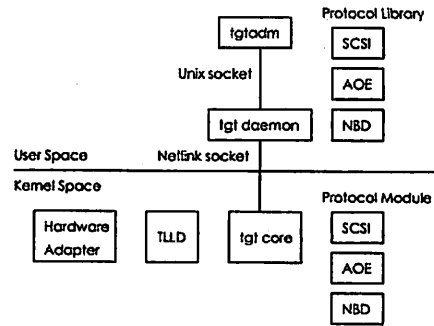 Protocol Library
tgtadm
SCSI
Unix socket
AOE
tgt daemon
NBD
User Space
Netlink socket
Kernel Space
Protocol Module
Hardware
Adapter
TLLD
tgt core
SCSI
AOE
NBD